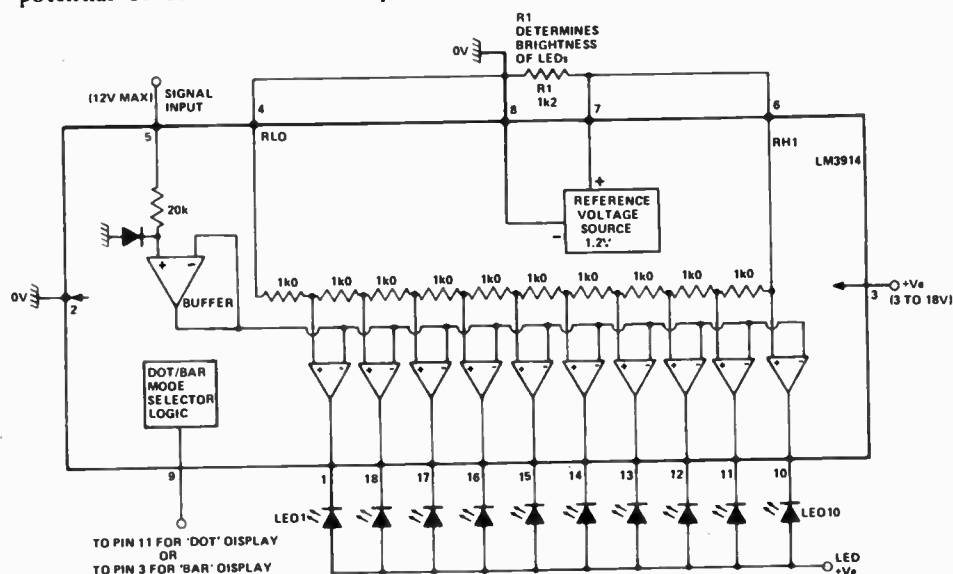 potential
R1
DETERMINES
BRIGHTNESS
OF LEDs
0V
R1
1k2
(12V MAX)
SIGNAL
INPUT
4
8
7
6
5
RLO
RH1
LM3914
20k
+
REFERENCE
VOLTAGE
SOURCE
1.2V
-
+ -
BUFFER
1k0 1k0 1k0 1k0 1k0 1k0 1k0 1k0 1k0 1k0
0V
2
3
+Ve
(3 TO 18V)
DOT/BAR
MODE
SELECTOR
LOGIC
+ - + - + - + - + - + - + - + - + - + -
9
1 18 17 16 15 14 13 12 11 10
LEO1
LEO10
TO PIN 11 FOR 'DOT' DISPLAY
OR
TO PIN 3 FOR 'BAR' DISPLAY
LED
+Ve